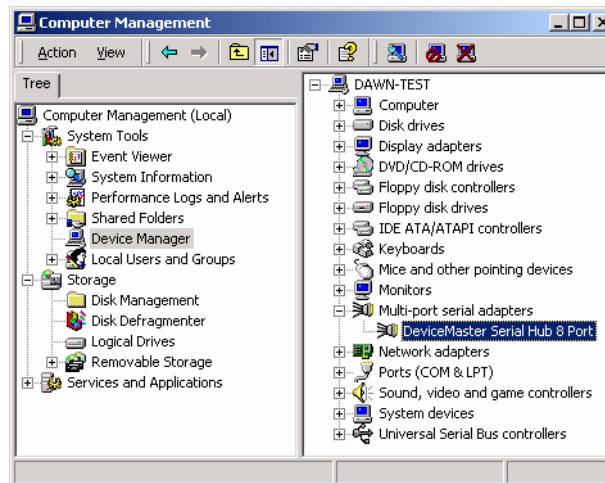 Computer Management
Action View
Tree
Computer Management (Local)
System Tools
Event Viewer
System Information
Performance Logs and Alerts
Shared Folders
Device Manager
Local Users and Groups
Storage
Disk Management
Disk Defragmenter
Logical Drives
Removable Storage
Services and Applications
DAWN-TEST
Computer
Disk drives
Display adapters
DVD/CD-ROM drives
Floppy disk controllers
Floppy disk drives
IDE ATA/ATAPI controllers
Keyboards
Mice and other pointing devices
Monitors
Multi-port serial adapters
DeviceMaster Serial Hub 8 Port
Network adapters
Ports (COM & LPT)
Sound, video and game controllers
System devices
Universal Serial Bus controllers